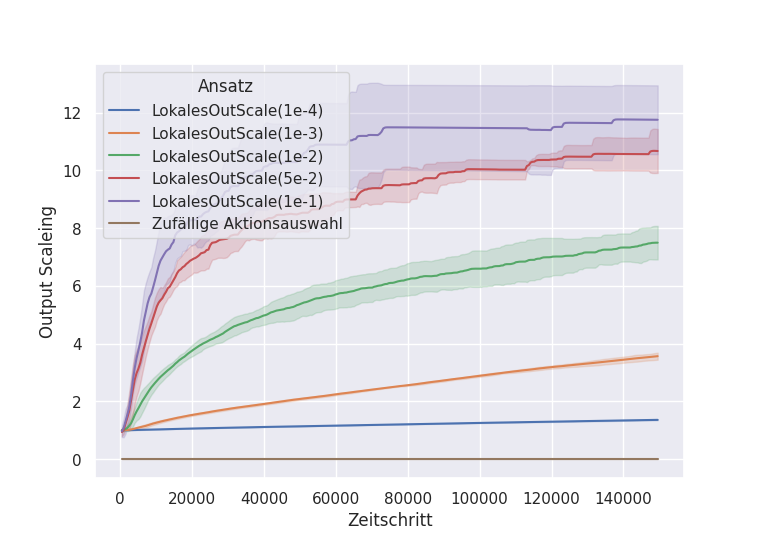 Ansatz
LokalesOutScale(1e-4)
LokalesOutScale(1e-3)
LokalesOutScale(1e-2)
LokalesOutScale(5e-2)
LokalesOutScale(1e-1)
Zufällige Aktionsauswahl
Output Scaleing
12
10
8
6
4
2
0
0 20000 40000 60000 80000 100000 120000 140000
Zeitschritt